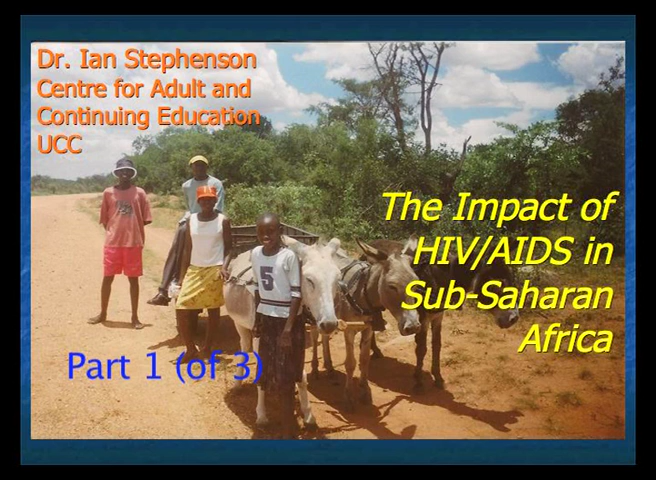 Dr. Ian Stephenson
Centre for Adult and
Continuing Education
UCC
The Impact of
HIV/AIDS in
Sub-Saharan
Africa
5
Part 1 (of 3)